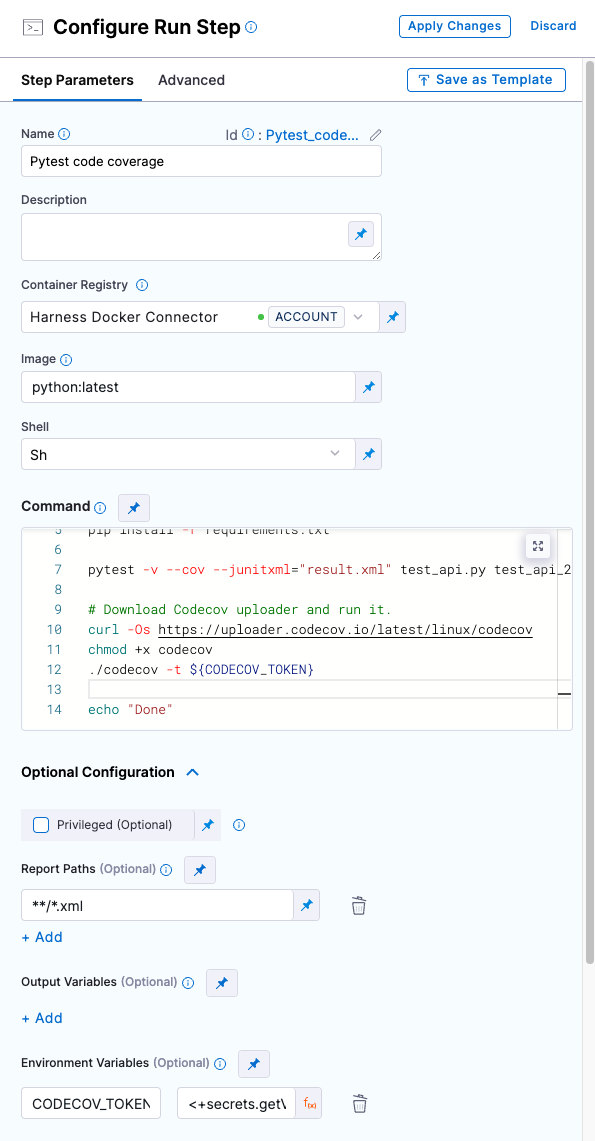 Configure Run Step
Apply Changes
Discard
Step Parameters
Advanced
Save as Template
Name
Id : Pytest_code...
Pytest code coverage
Description
Container Registry
Harness Docker Connector ACCOUNT
Image
python:latest
Shell
Sh
Command
5 pip install -r requirements.txt
6
7 pytest -v --cov --junitxml="result.xml" test_api.py test_api_2
8
9 # Download Codecov uploader and run it.
10 curl -Os https://uploader.codecov.io/latest/linux/codecov
11 chmod +x codecov
12 ./codecov -t ${CODECOV_TOKEN}
13
14 echo "Done"
Optional Configuration
Privileged (Optional)
Report Paths (Optional)
**/*.xml
+ Add
Output Variables (Optional)
+ Add
Environment Variables (Optional)
CODECOV_TOKEN <+secrets.getV f(x)